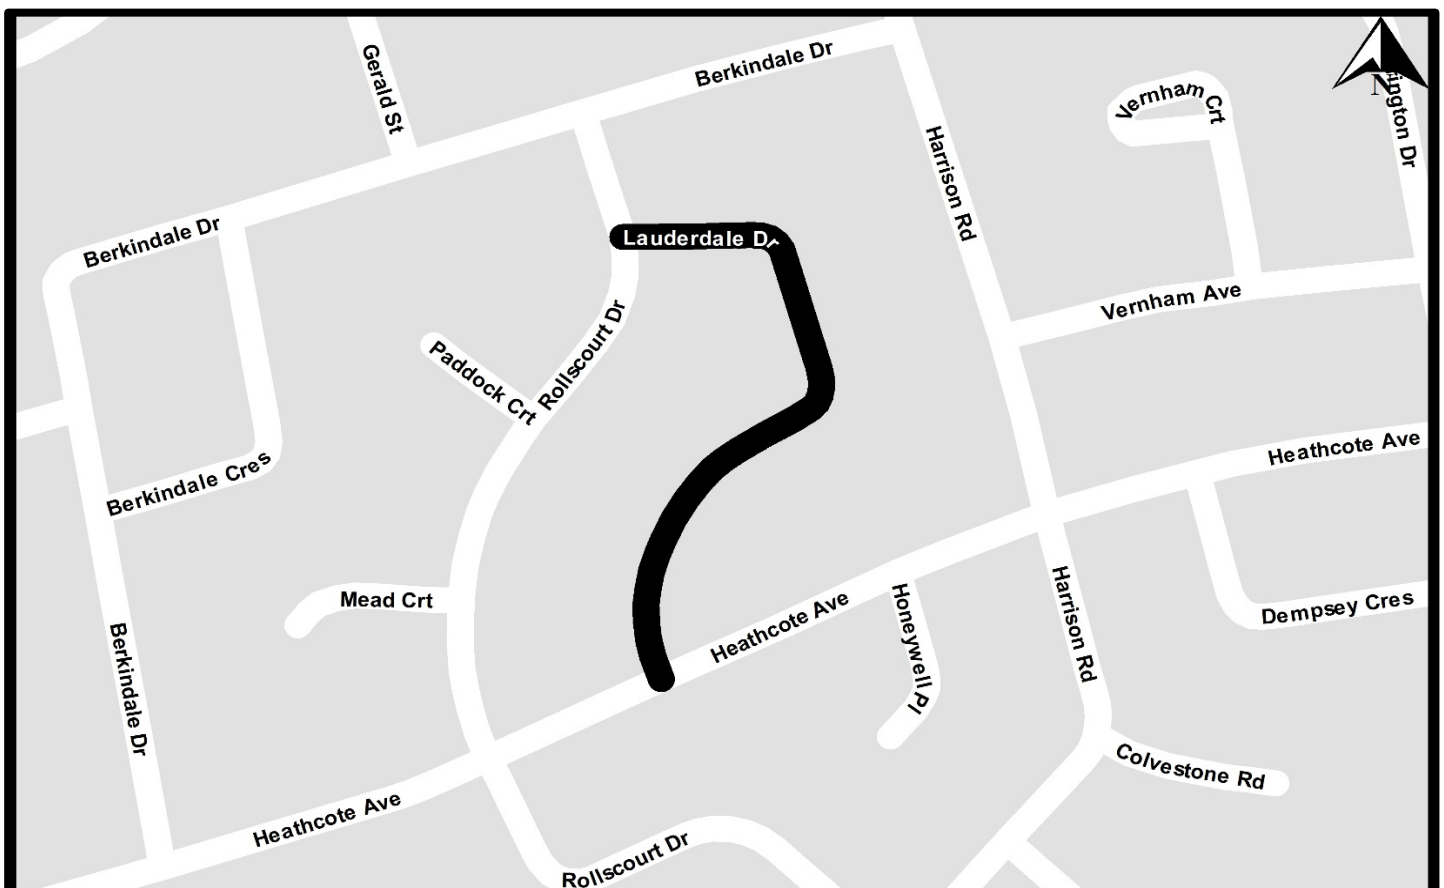 Gerald St
Berkindale Dr
Harrison Rd
Vernham Crt
N
Berkindale Dr
Lauderdale Dr
Vernham Ave
Rollscourt Dr
Paddock Crt
Heathcote Ave
Berkindale Cres
Mead Crt
Heathcote Ave
Honeywell Pl
Harrison Rd
Dempsey Cres
Berkindale Dr
Colvestone Rd
Heathcote Ave
Rollscourt Dr